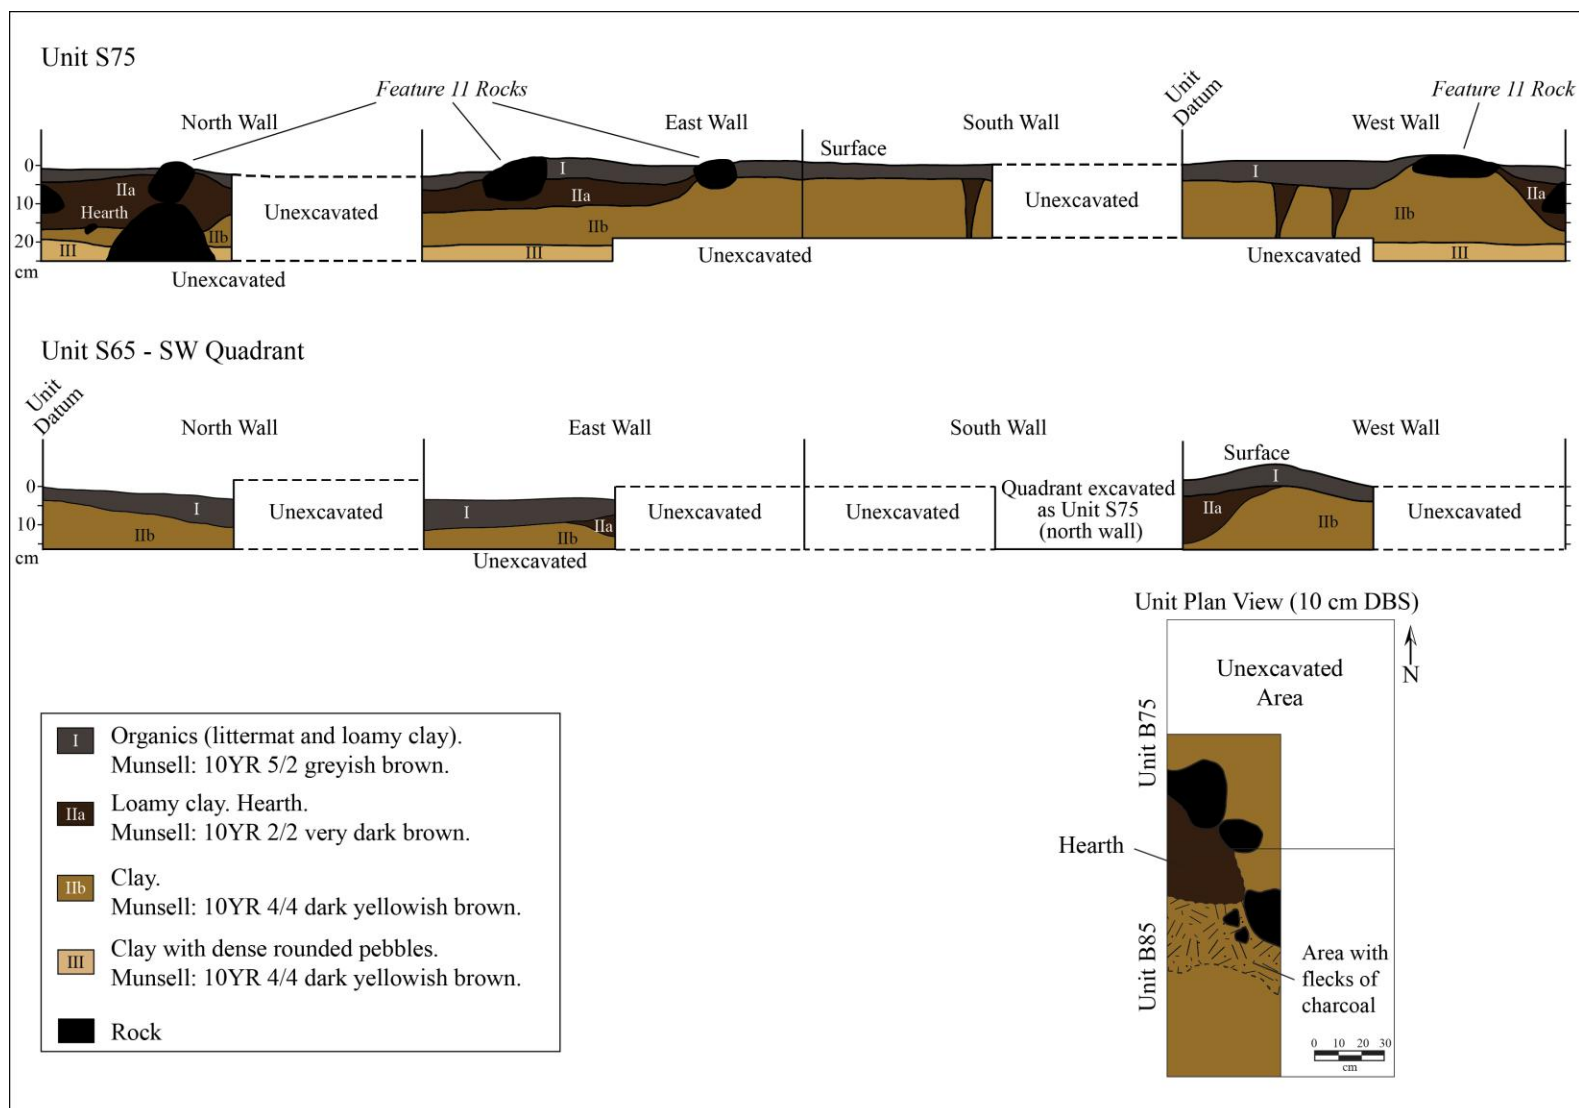 Unit S75
Feature 11 Rocks
Unit Datum
Feature 11 Rock
North Wall
East Wall
South Wall
West Wall
Surface
0
10
20
cm
IIa
Hearth
IIb
III
Unexcavated
Unexcavated
I
IIa
IIb
III
Unexcavated
Unexcavated
I
IIb
IIa
Unexcavated
III
Unit S65 - SW Quadrant
Unit Datum
North Wall
East Wall
South Wall
West Wall
Surface
0
10
cm
I
IIb
Unexcavated
I
IIa
IIb
Unexcavated
Unexcavated
Unexcavated
Quadrant excavated
as Unit S75
(north wall)
I
IIa
IIb
Unexcavated
Unit Plan View (10 cm DBS)
Unexcavated
Area
N
Unit B75
Hearth
Unit B85
Area with
flecks of
charcoal
0 10 20 30
cm
I Organics (littermat and loamy clay).
Munsell: 10YR 5/2 greyish brown.
IIa Loamy clay. Hearth.
Munsell: 10YR 2/2 very dark brown.
IIb Clay.
Munsell: 10YR 4/4 dark yellowish brown.
III Clay with dense rounded pebbles.
Munsell: 10YR 4/4 dark yellowish brown.
Rock